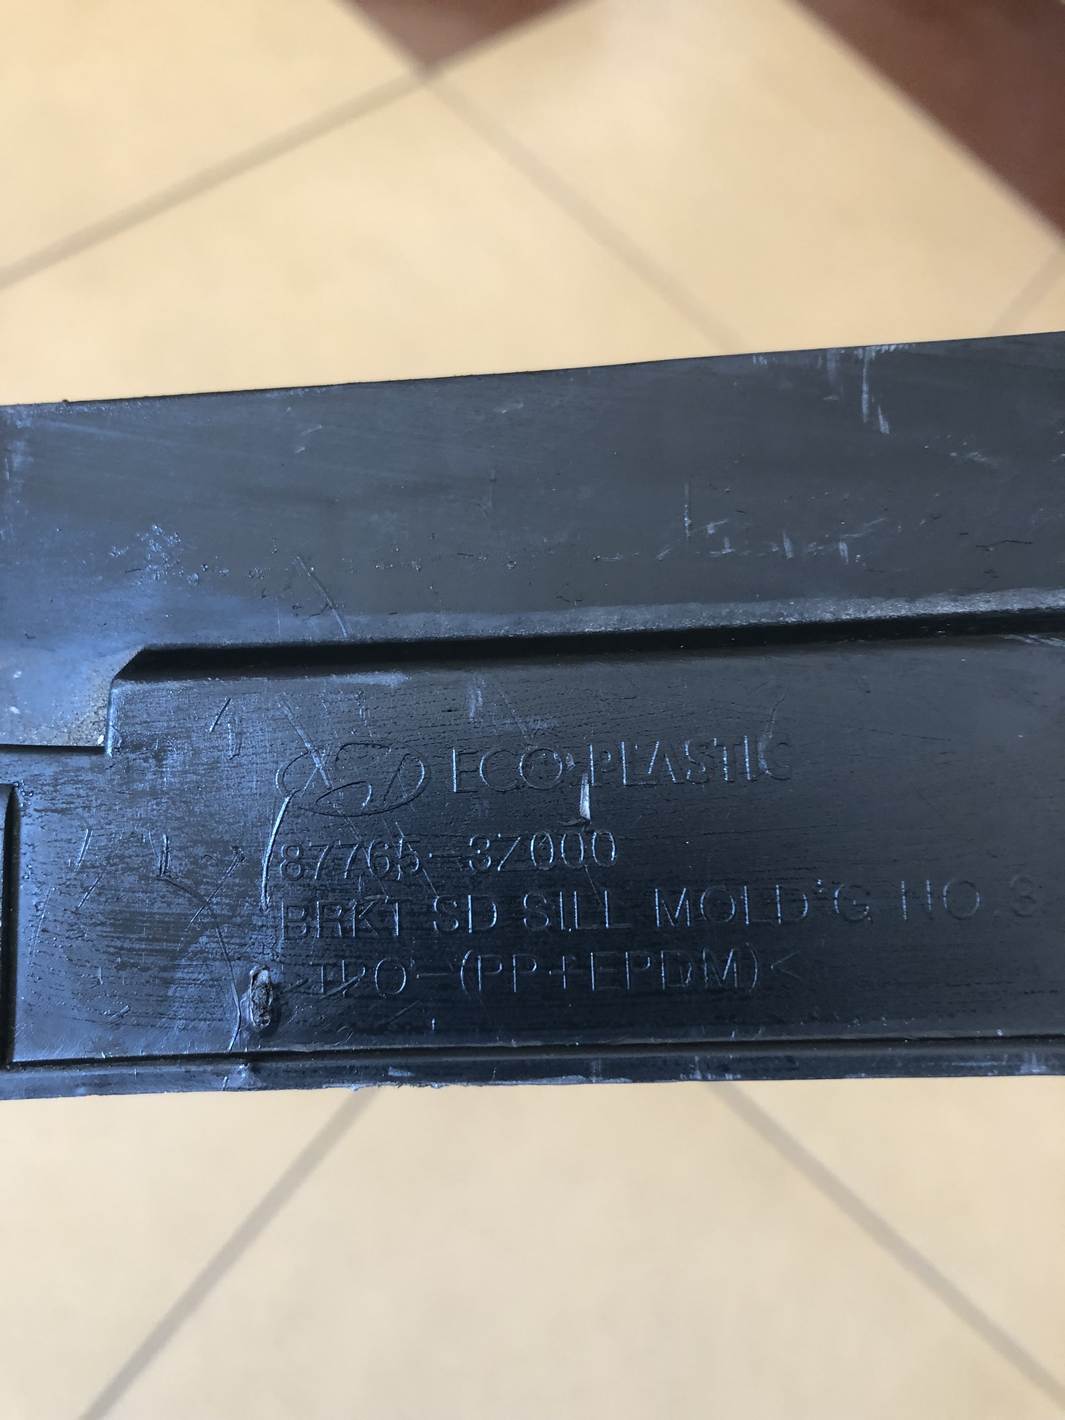 ECO PLASTIC
87765-3Z000
BRKT SD SILL MOLD'G NO.3
>TPO-(PP+EPDM)<